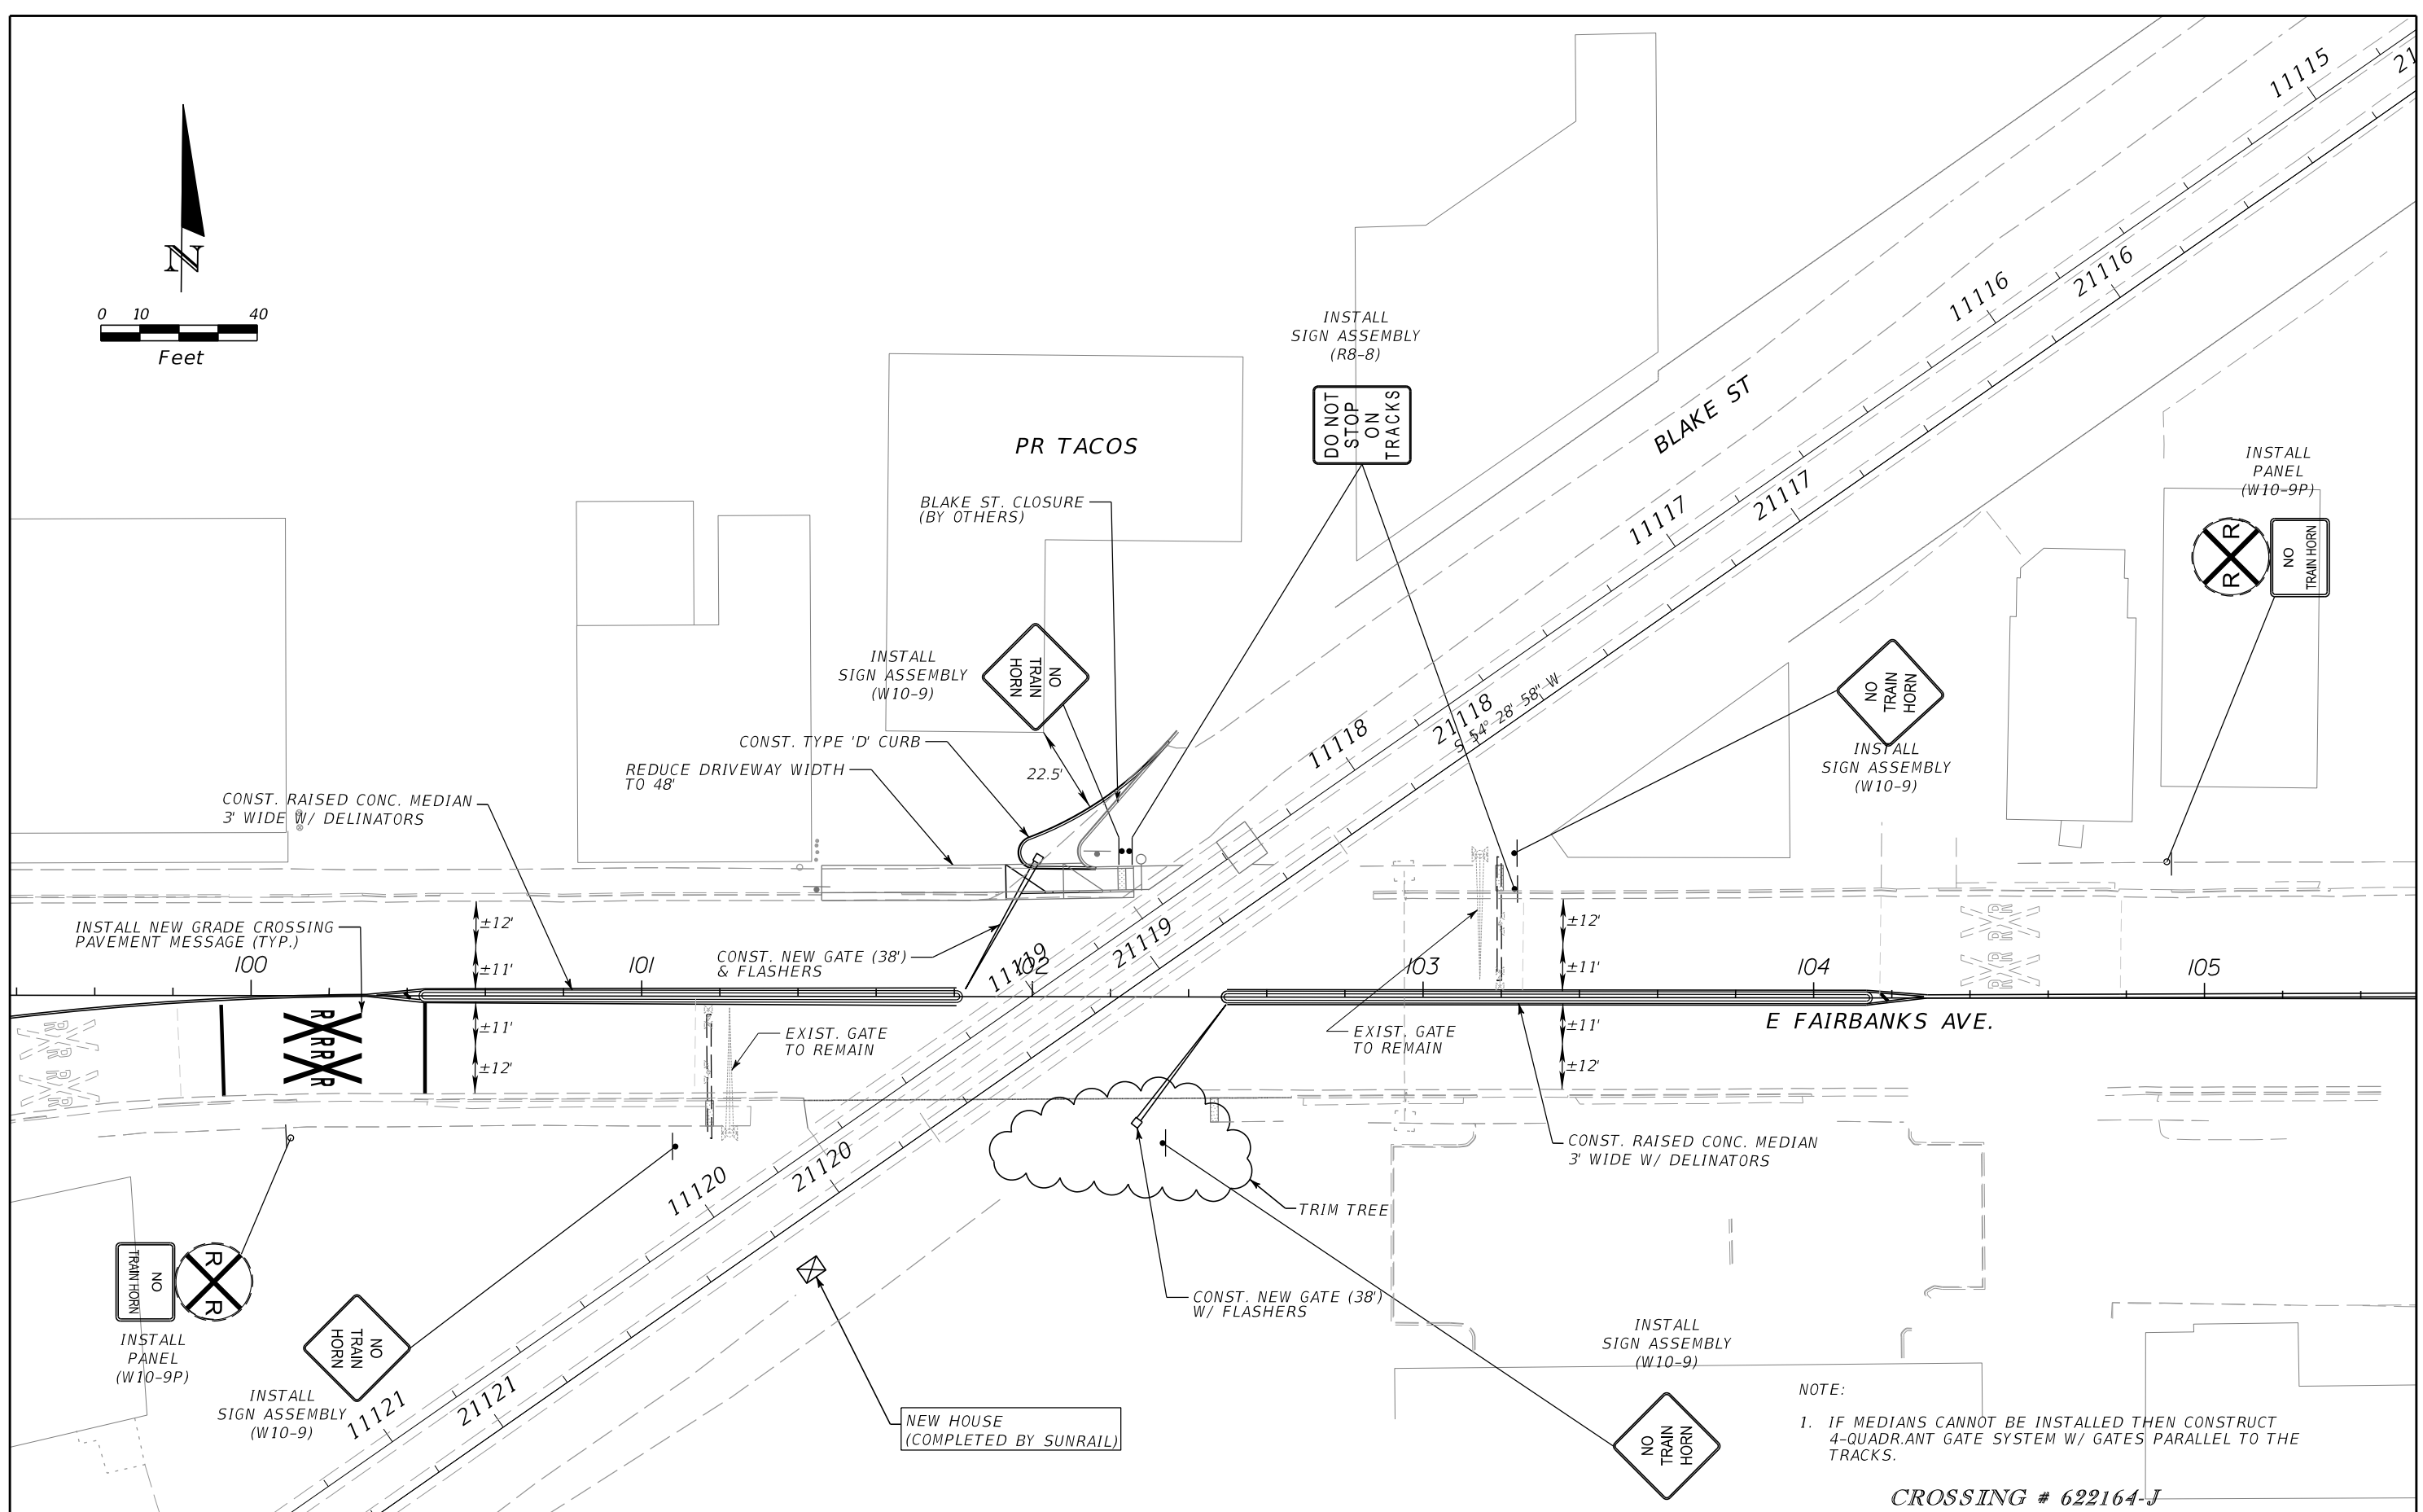 N
0 10 40
Feet
11115
11116
21116
BLAKE ST
11117
21117
11118
21118
S 54° 28' 58" W
11119
21119
11120
21120
11121
21121
INSTALL
SIGN ASSEMBLY
(R8-8)
DO NOT
STOP
ON
TRACKS
PR TACOS
BLAKE ST. CLOSURE
(BY OTHERS)
INSTALL
PANEL
(W10-9P)
R R
NO
TRAIN HORN
INSTALL
SIGN ASSEMBLY
(W10-9)
NO
TRAIN
HORN
NO
TRAIN
HORN
INSTALL
SIGN ASSEMBLY
(W10-9)
CONST. TYPE 'D' CURB
22.5'
REDUCE DRIVEWAY WIDTH
TO 48'
CONST. RAISED CONC. MEDIAN
3' WIDE W/ DELINATORS
INSTALL NEW GRADE CROSSING
PAVEMENT MESSAGE (TYP.)
±12'
±11'
CONST. NEW GATE (38')
& FLASHERS
±12'
±11'
100
101
102
103
104
105
R R
R R
R R
R R
R R
R R
±11'
±12'
EXIST. GATE
TO REMAIN
EXIST. GATE
TO REMAIN
±11'
±12'
E FAIRBANKS AVE.
CONST. RAISED CONC. MEDIAN
3' WIDE W/ DELINATORS
TRIM TREE
CONST. NEW GATE (38')
W/ FLASHERS
NO
TRAIN HORN
R R
INSTALL
PANEL
(W10-9P)
NO
TRAIN
HORN
INSTALL
SIGN ASSEMBLY
(W10-9)
NEW HOUSE
(COMPLETED BY SUNRAIL)
INSTALL
SIGN ASSEMBLY
(W10-9)
NO
TRAIN
HORN
NOTE:
1. IF MEDIANS CANNOT BE INSTALLED THEN CONSTRUCT
4-QUADR.ANT GATE SYSTEM W/ GATES PARALLEL TO THE
TRACKS.
CROSSING # 622164-J